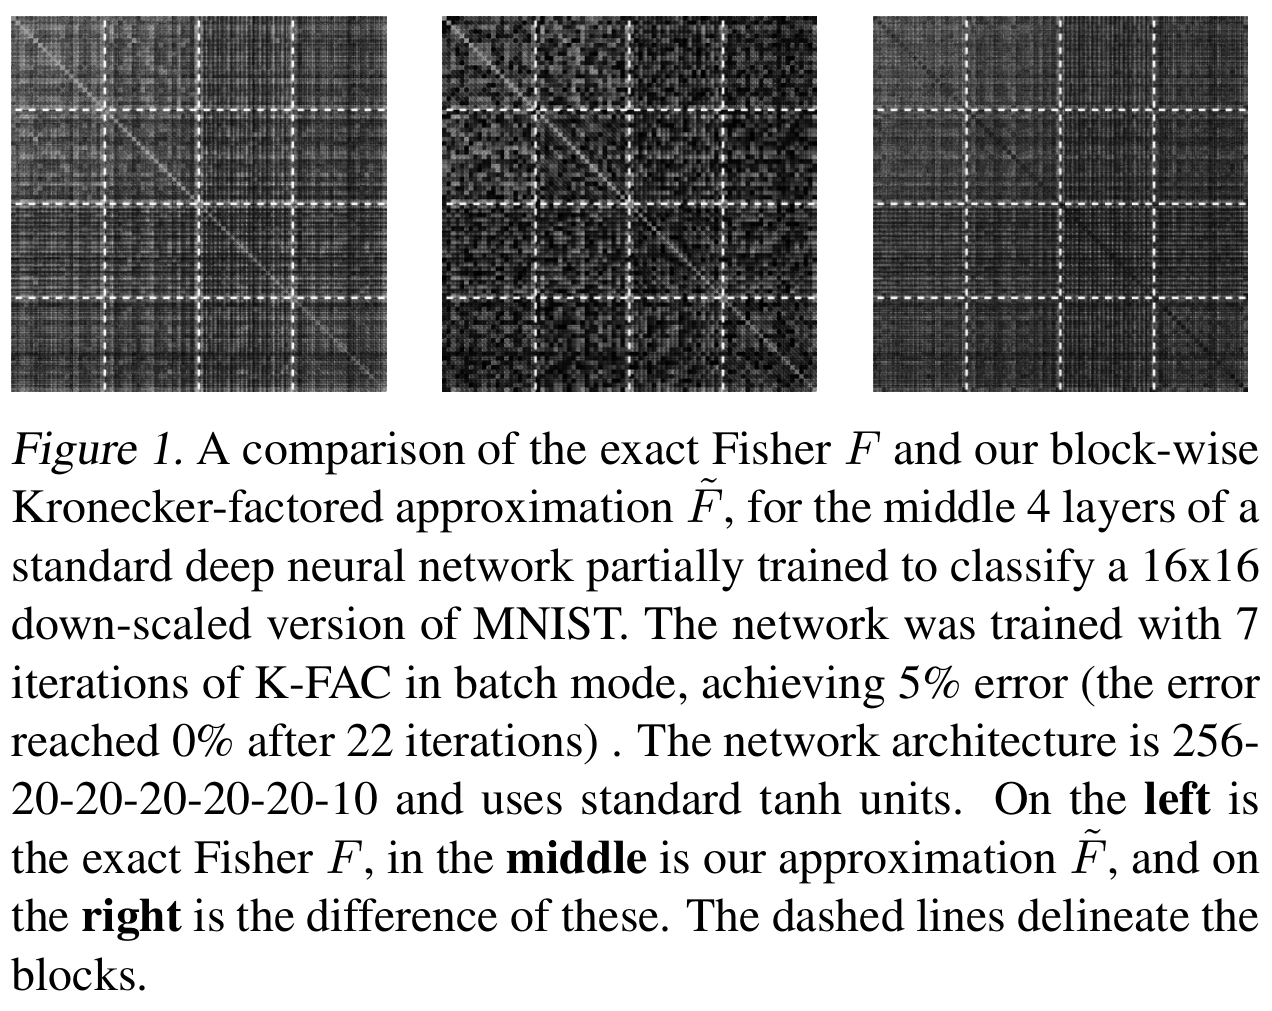 Figure 1. A comparison of the exact Fisher F and our block-wise
Kronecker-factored approximation F̃, for the middle 4 layers of a
standard deep neural network partially trained to classify a 16x16
down-scaled version of MNIST. The network was trained with 7
iterations of K-FAC in batch mode, achieving 5% error (the error
reached 0% after 22 iterations) . The network architecture is 256-
20-20-20-20-20-10 and uses standard tanh units. On the left is
the exact Fisher F, in the middle is our approximation F̃, and on
the right is the difference of these. The dashed lines delineate the
blocks.